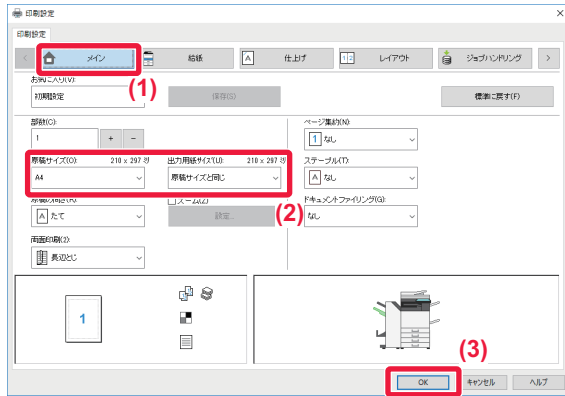 印刷設定
印刷設定
メイン
給紙
仕上げ
1 2
レイアウト
ジョブハンドリング
(1)
お気に入り(V):
初期設定
保存(S)
標準に戻す(F)
部数(C):
1
+
-
ページ集約(N):
1 なし
原稿サイズ(O): 210 x 297 ミリ
出力用紙サイズ(U): 210 x 297 ミリ
A4
原稿サイズと同じ
ステープル(T):
A なし
(2)
原稿の向き(R):
A たて
ズーム(Z)
設定...
ドキュメントファイリング(G):
なし
両面印刷(2):
長辺とじ
1
(3)
OK
キャンセル
ヘルプ